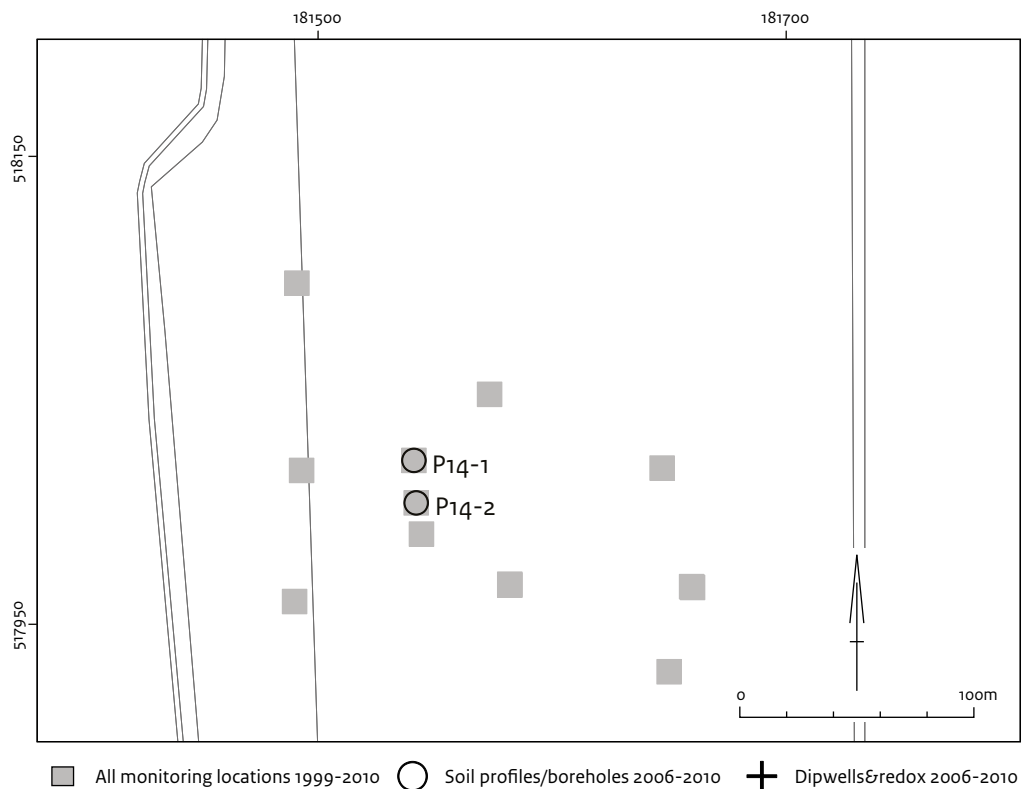 181500
181700
518150
517950
P14-1
P14-2
0
100m
All monitoring locations 1999-2010
Soil profiles/boreholes 2006-2010
Dipwells&redox 2006-2010